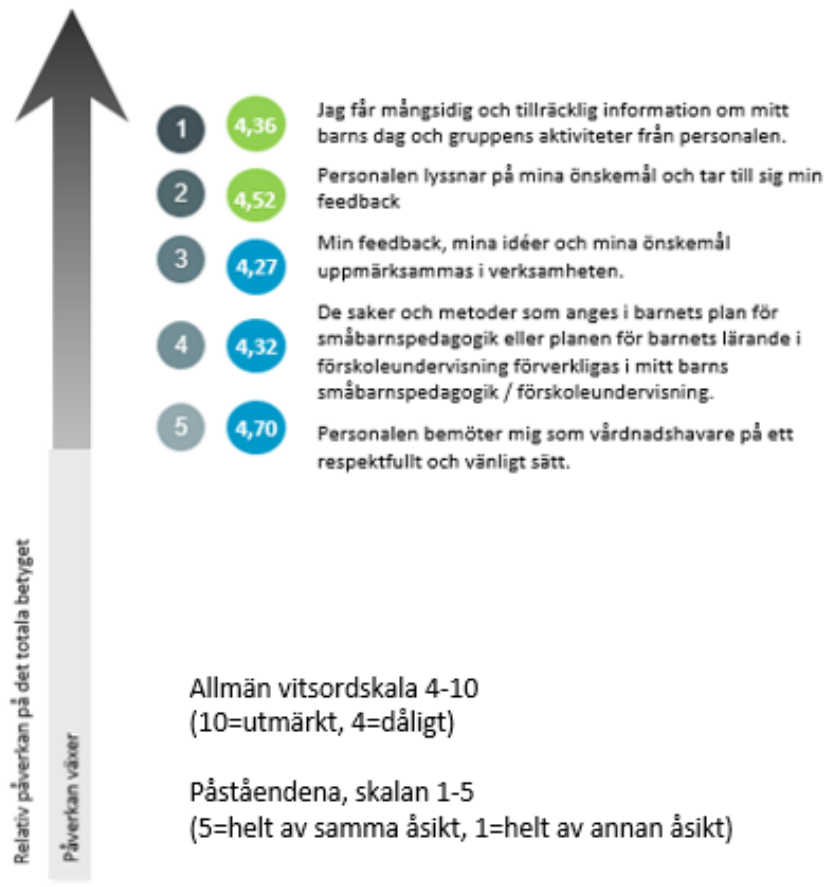 1
4,36
Jag får mångsidig och tillräcklig information om mitt
barns dag och gruppens aktiviteter från personalen.
2
4,52
Personalen lyssnar på mina önskemål och tar till sig min
feedback
3
4,27
Min feedback, mina idéer och mina önskemål
uppmärksammas i verksamheten.
4
4,32
De saker och metoder som anges i barnets plan för
småbarnspedagogik eller planen för barnets lärande i
förskoleundervisning förverkligas i mitt barns
småbarnspedagogik / förskoleundervisning.
5
4,70
Personalen bemöter mig som vårdnadshavare på ett
respektfullt och vänligt sätt.
Relativ påverkan på det totala betyget
Påverkan växer
Allmän vitsordskala 4-10
(10=utmärkt, 4=dåligt)
Påståendena, skalan 1-5
(5=helt av samma åsikt, 1=helt av annan åsikt)